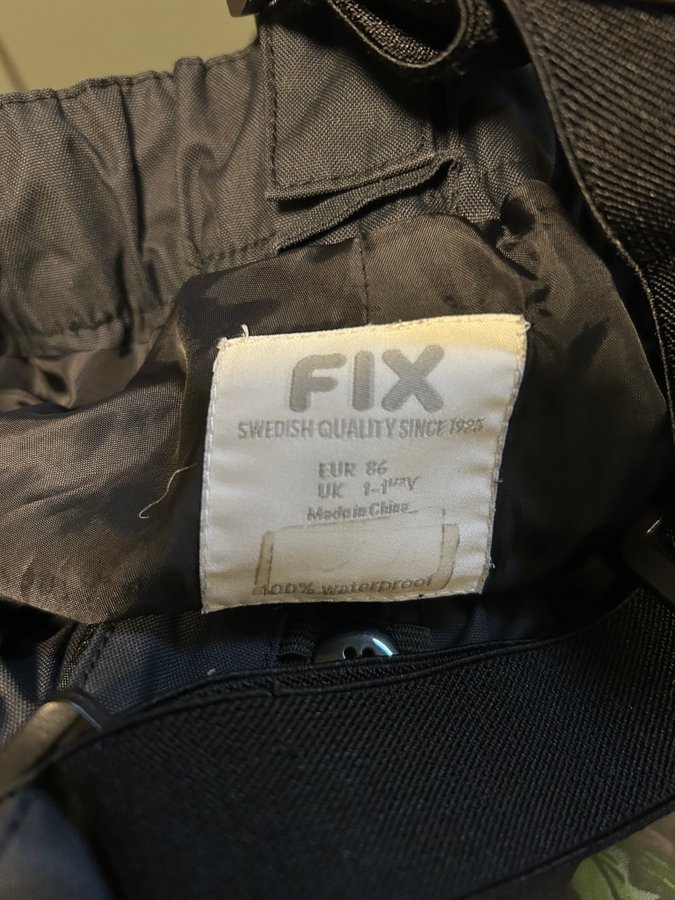 FIX
SWEDISH QUALITY SINCE 1925
EUR 86
UK 1-1½Y
Made in China
100% waterproof